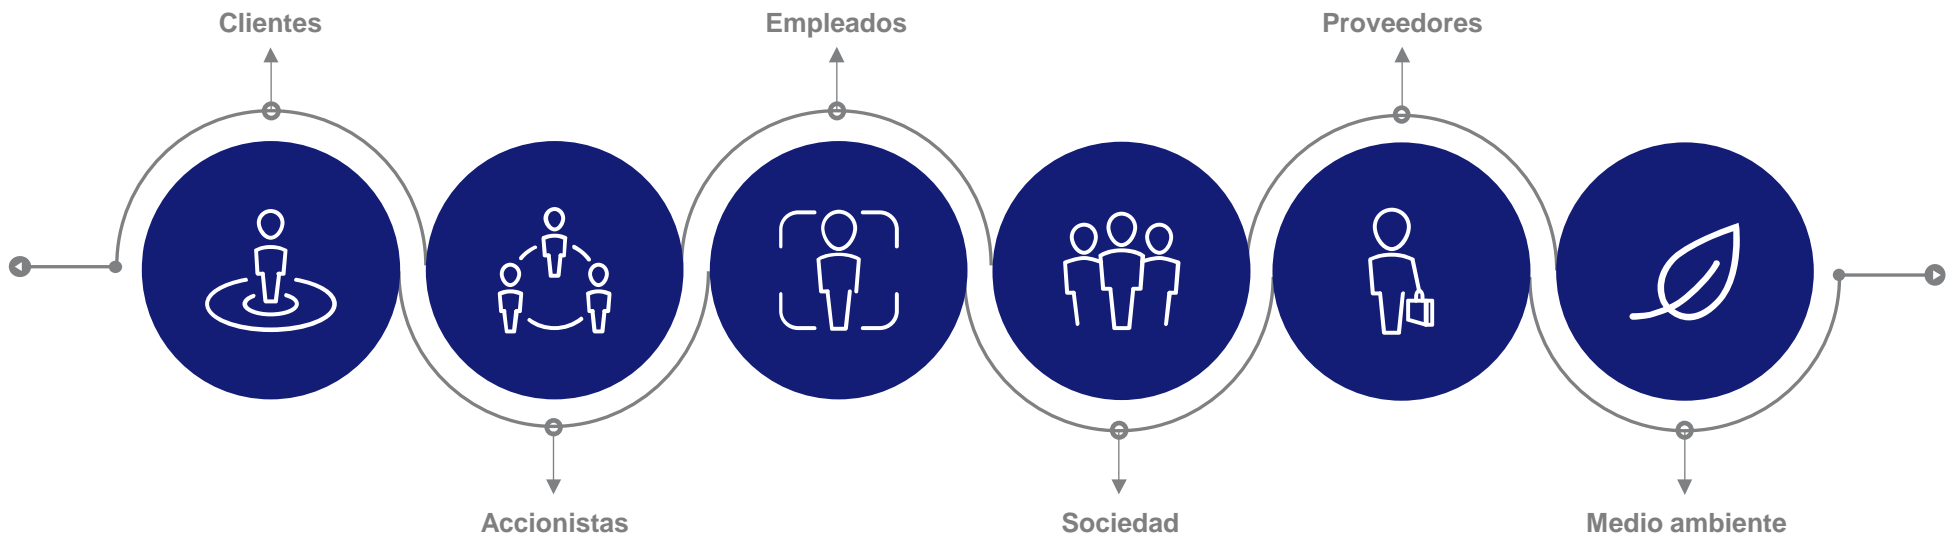 Clientes
Empleados
Proveedores
Accionistas
Sociedad
Medio ambiente